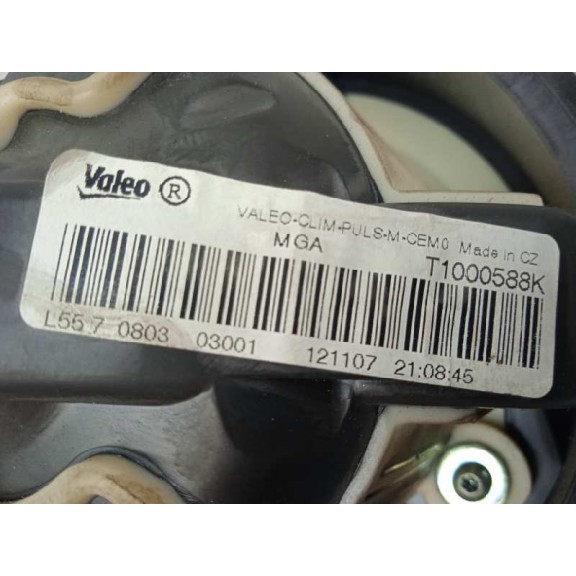 Valeo ®
VALEO-CLIM-PULS-M-CEM0 Made in CZ
MGA T1000588K
L55.7 0803 03001 121107 21:08:45